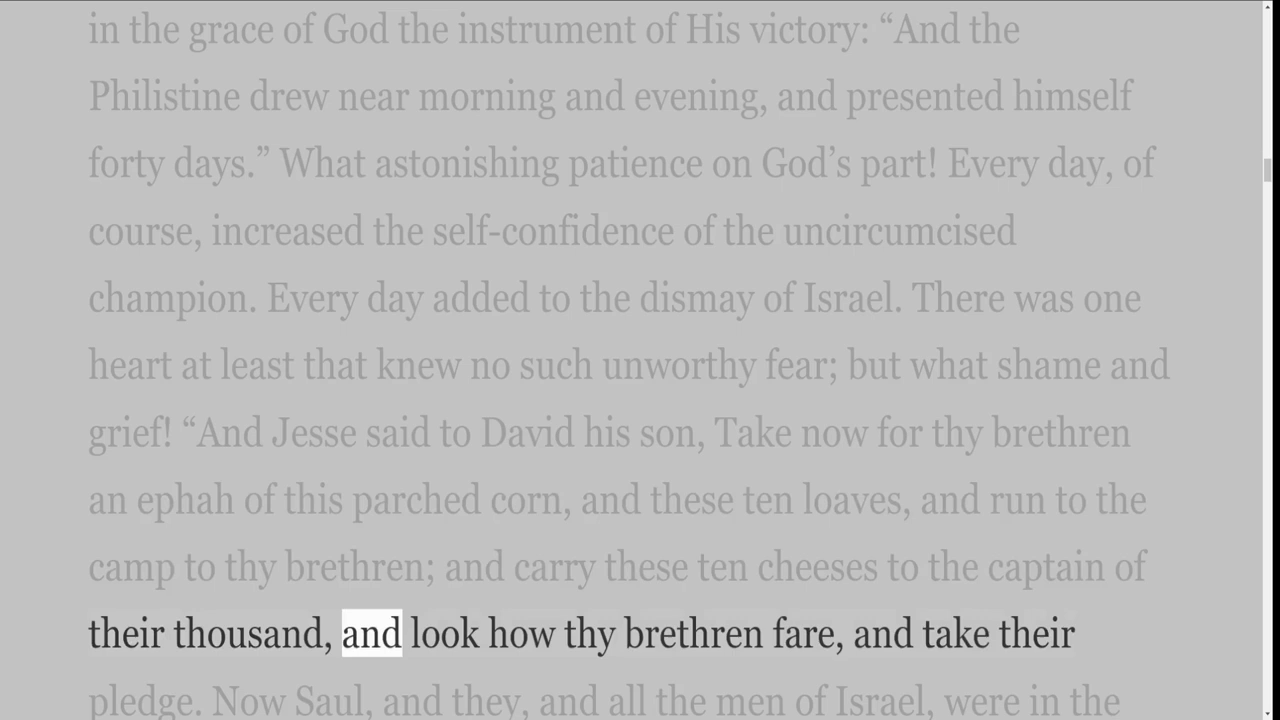 in the grace of God the instrument of His victory: “And the
Philistine drew near morning and evening, and presented himself
forty days.” What astonishing patience on God’s part! Every day, of
course, increased the self-confidence of the uncircumcised
champion. Every day added to the dismay of Israel. There was one
heart at least that knew no such unworthy fear; but what shame and
grief! “And Jesse said to David his son, Take now for thy brethren
an ephah of this parched corn, and these ten loaves, and run to the
camp to thy brethren; and carry these ten cheeses to the captain of
their thousand, and look how thy brethren fare, and take their
pledge. Now Saul, and they, and all the men of Israel, were in the